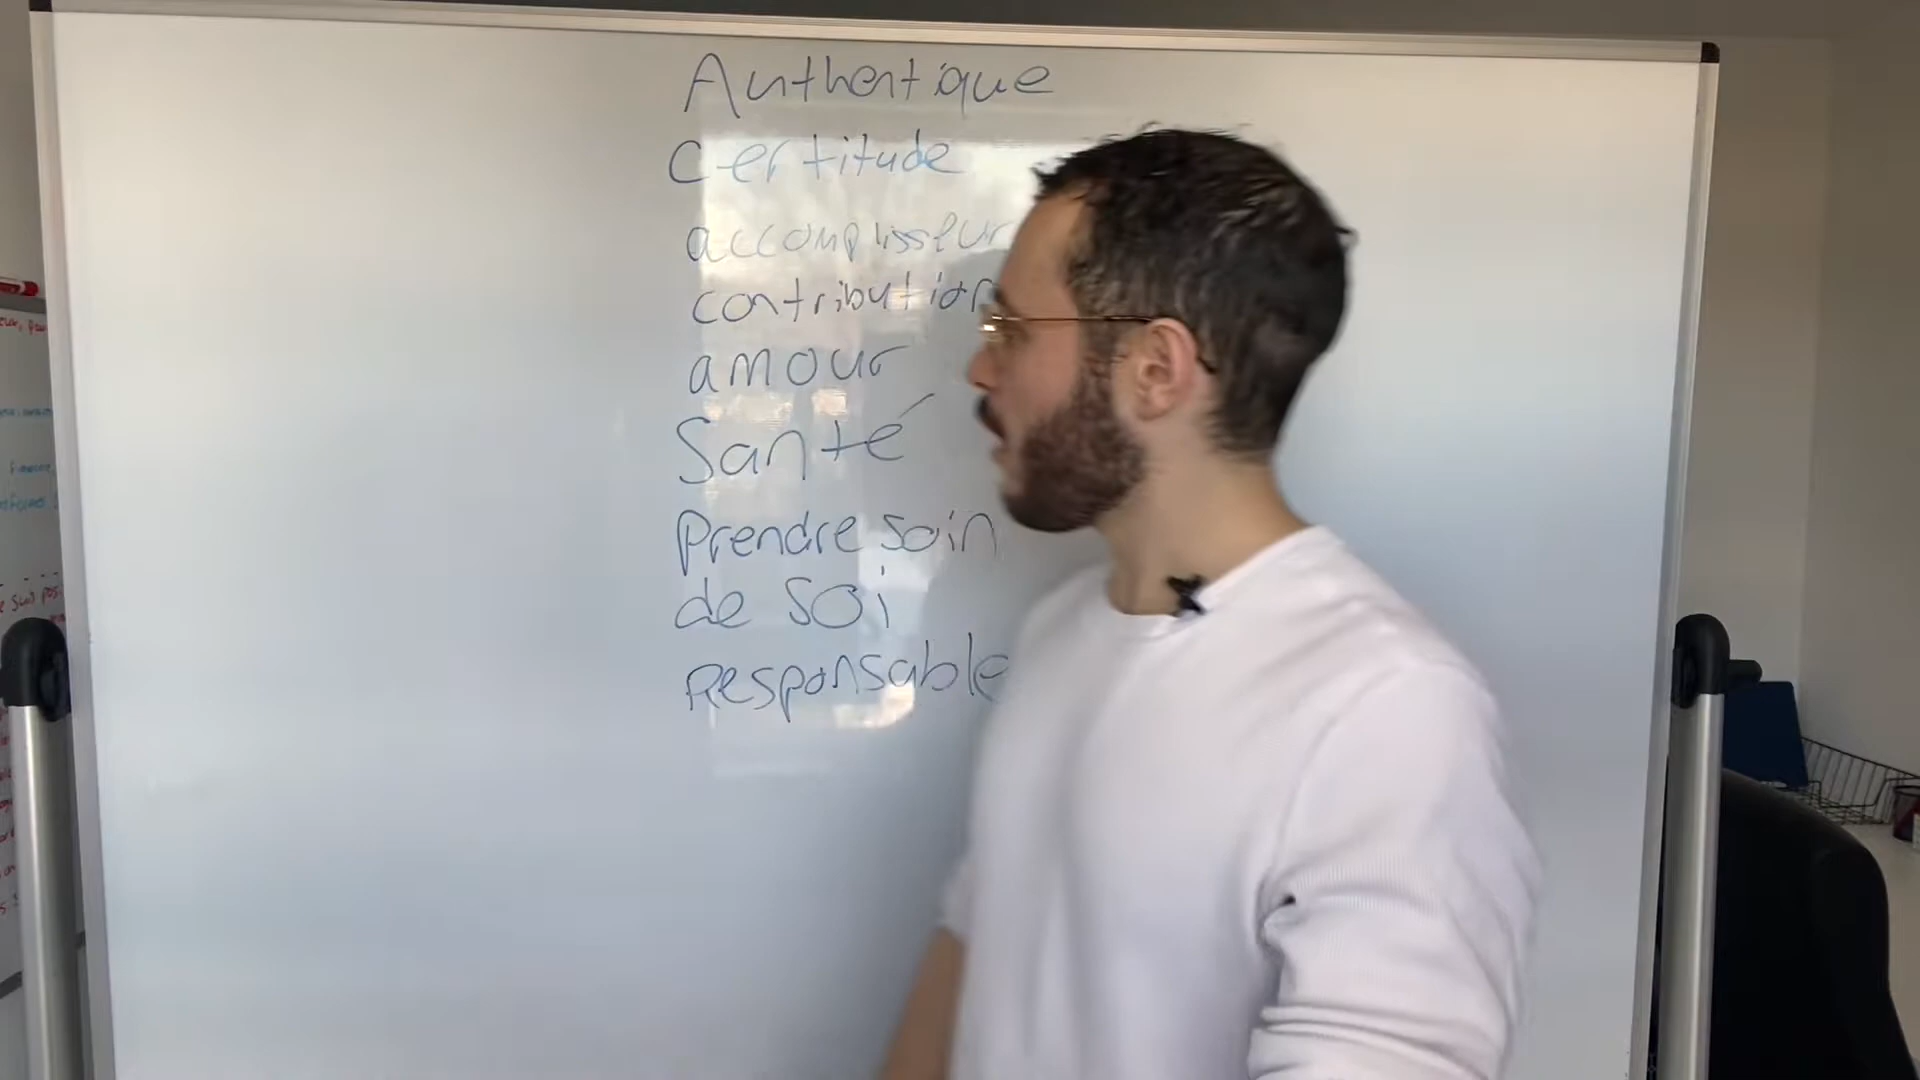 Authentique
Certitude
accomplisseur
contribution
amour
Santé
Prendre soin
de soi
Responsable